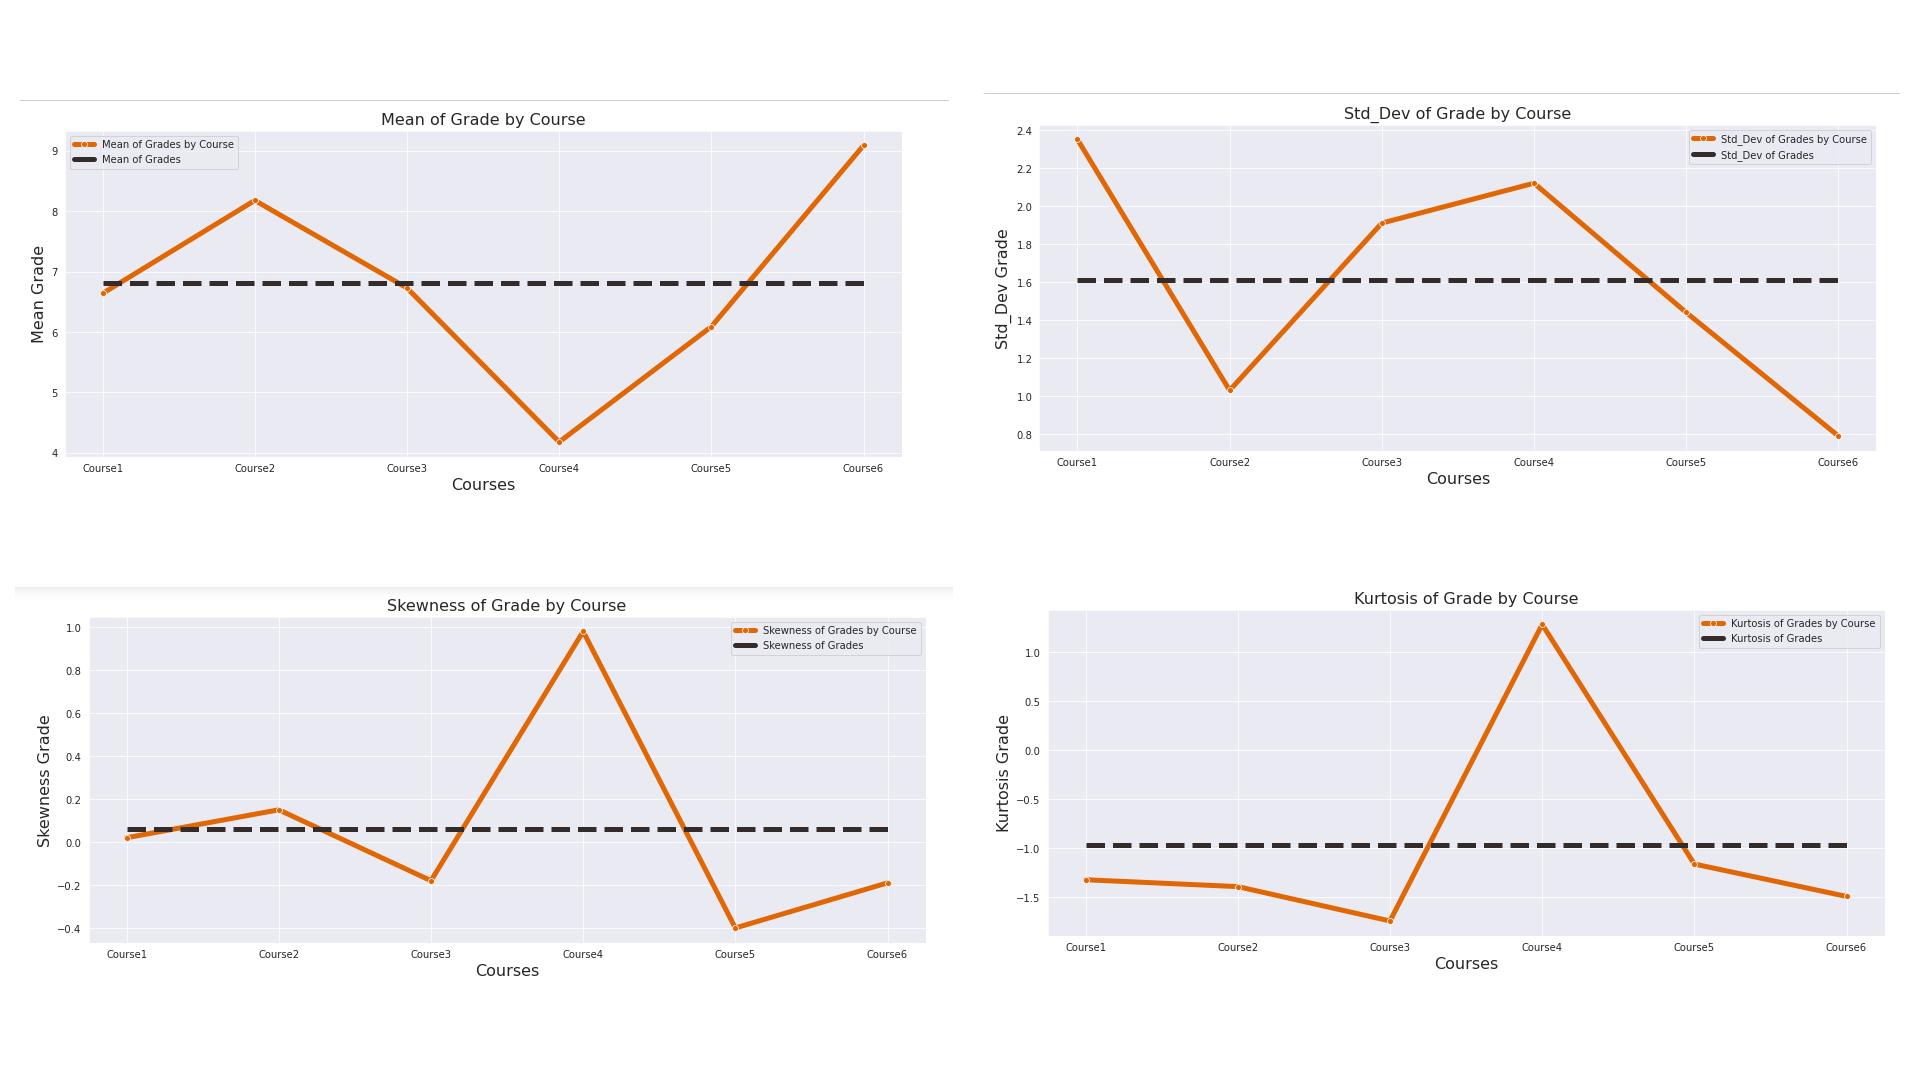 Mean of Grade by Course
Mean of Grades by Course
Mean of Grades
9
8
7
6
5
4
Mean Grade
Course1 Course2 Course3 Course4 Course5 Course6
Courses
Std_Dev of Grade by Course
Std_Dev of Grades by Course
Std_Dev of Grades
2.4
2.2
2.0
1.8
1.6
1.4
1.2
1.0
0.8
Std_Dev Grade
Course1 Course2 Course3 Course4 Course5 Course6
Courses
Skewness of Grade by Course
Skewness of Grades by Course
Skewness of Grades
1.0
0.8
0.6
0.4
0.2
0.0
−0.2
−0.4
Skewness Grade
Course1 Course2 Course3 Course4 Course5 Course6
Courses
Kurtosis of Grade by Course
Kurtosis of Grades by Course
Kurtosis of Grades
1.0
0.5
0.0
−0.5
−1.0
−1.5
Kurtosis Grade
Course1 Course2 Course3 Course4 Course5 Course6
Courses